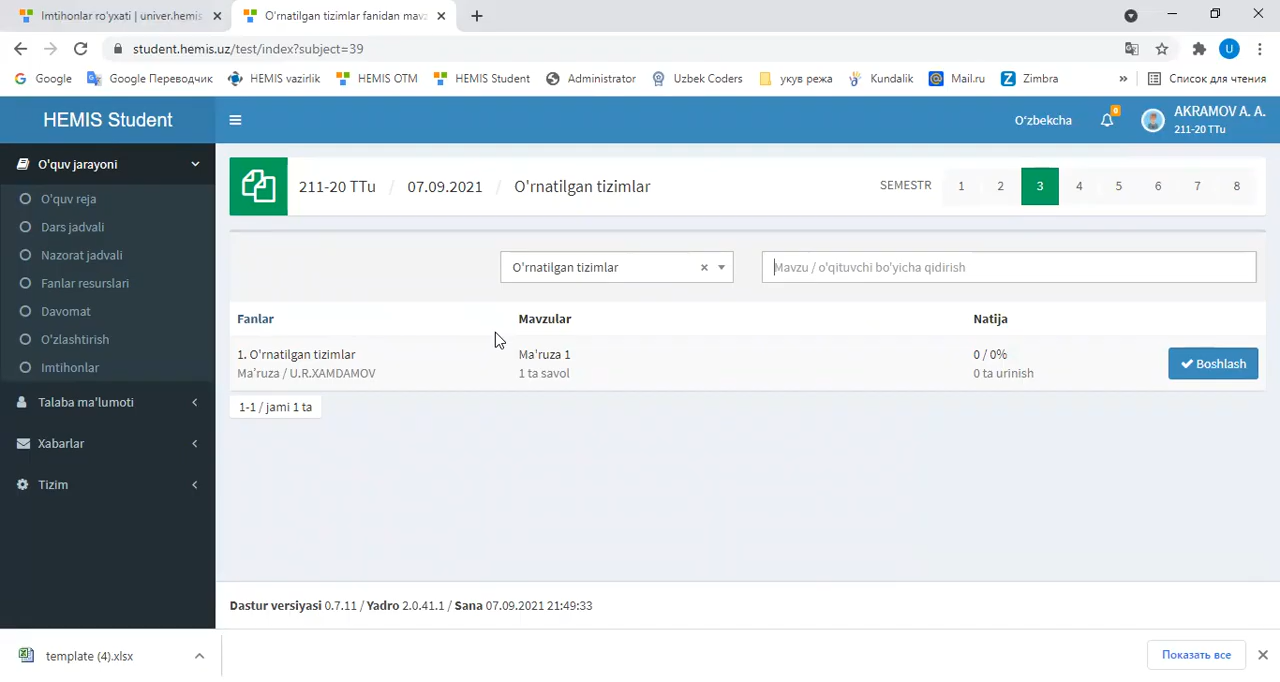 Imtihonlar ro'yxati | univer.hemis
O'rnatilgan tizimlar fanidan mavz
student.hemis.uz/test/index?subject=39
U
Google
Google Переводчик
HEMIS vazirlik
HEMIS OTM
HEMIS Student
Administrator
Uzbek Coders
укув режа
Kundalik
Mail.ru
Zimbra
»
Список для чтения
HEMIS Student
O‘zbekcha
0
AKRAMOV A. A.
211-20 TTu
O'quv jarayoni
O'quv reja
Dars jadvali
Nazorat jadvali
Fanlar resurslari
Davomat
O'zlashtirish
Imtihonlar
Talaba ma'lumoti
Xabarlar
Tizim
211-20 TTu / 07.09.2021 / O'rnatilgan tizimlar
SEMESTR 1 2 3 4 5 6 7 8
O'rnatilgan tizimlar ×
Mavzu / o'qituvchi bo'yicha qidirish
Fanlar Mavzular Natija
1. O'rnatilgan tizimlar Ma'ruza 1 0 / 0%
Ma’ruza / U.R.XAMDAMOV 1 ta savol 0 ta urinish
Boshlash
1-1 / jami 1 ta
Dastur versiyasi 0.7.11 / Yadro 2.0.41.1 / Sana 07.09.2021 21:49:33
template (4).xlsx
Показать все